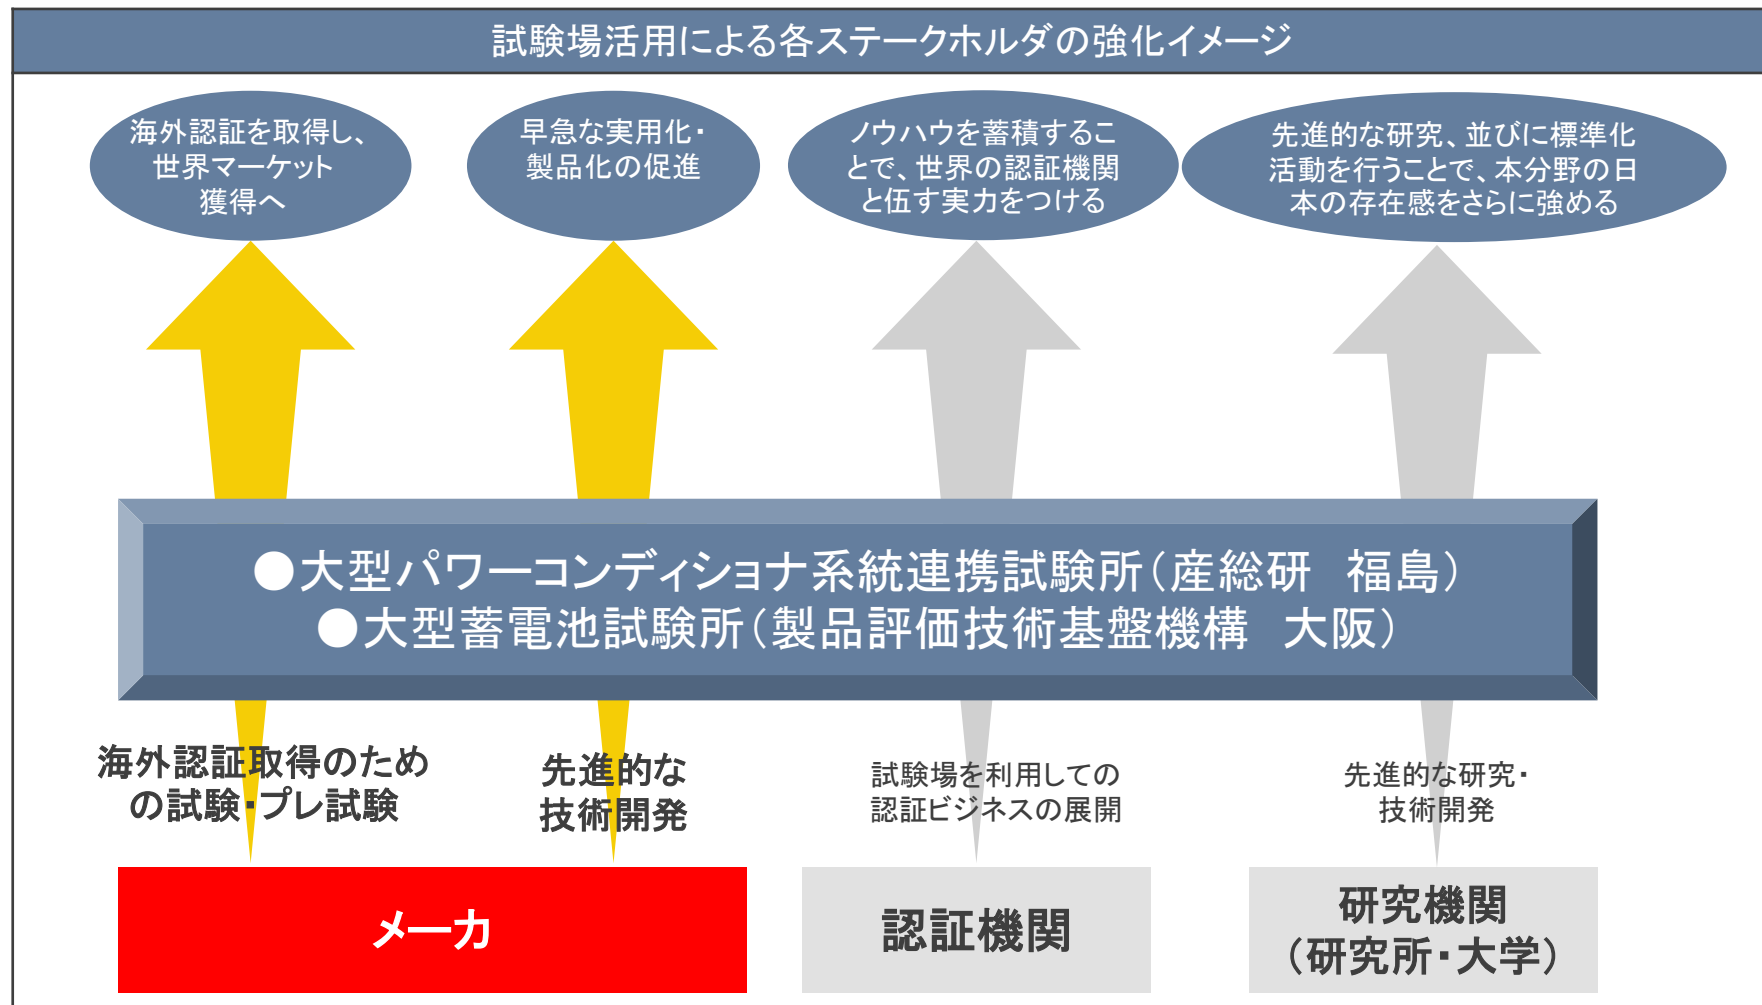 試験場活用による各ステークホルダの強化イメージ
海外認証を取得し、
世界マーケット
獲得へ
早急な実用化・
製品化の促進
ノウハウを蓄積するこ
とで、世界の認証機関
と伍す実力をつける
先進的な研究、並びに標準化
活動を行うことで、本分野の日
本の存在感をさらに強める
●大型パワーコンディショナ系統連携試験所（産総研　福島）
●大型蓄電池試験所（製品評価技術基盤機構　大阪）
海外認証取得のため
の試験・プレ試験
先進的な
技術開発
試験場を利用しての
認証ビジネスの展開
先進的な研究・
技術開発
メーカ
認証機関
研究機関
（研究所・大学）